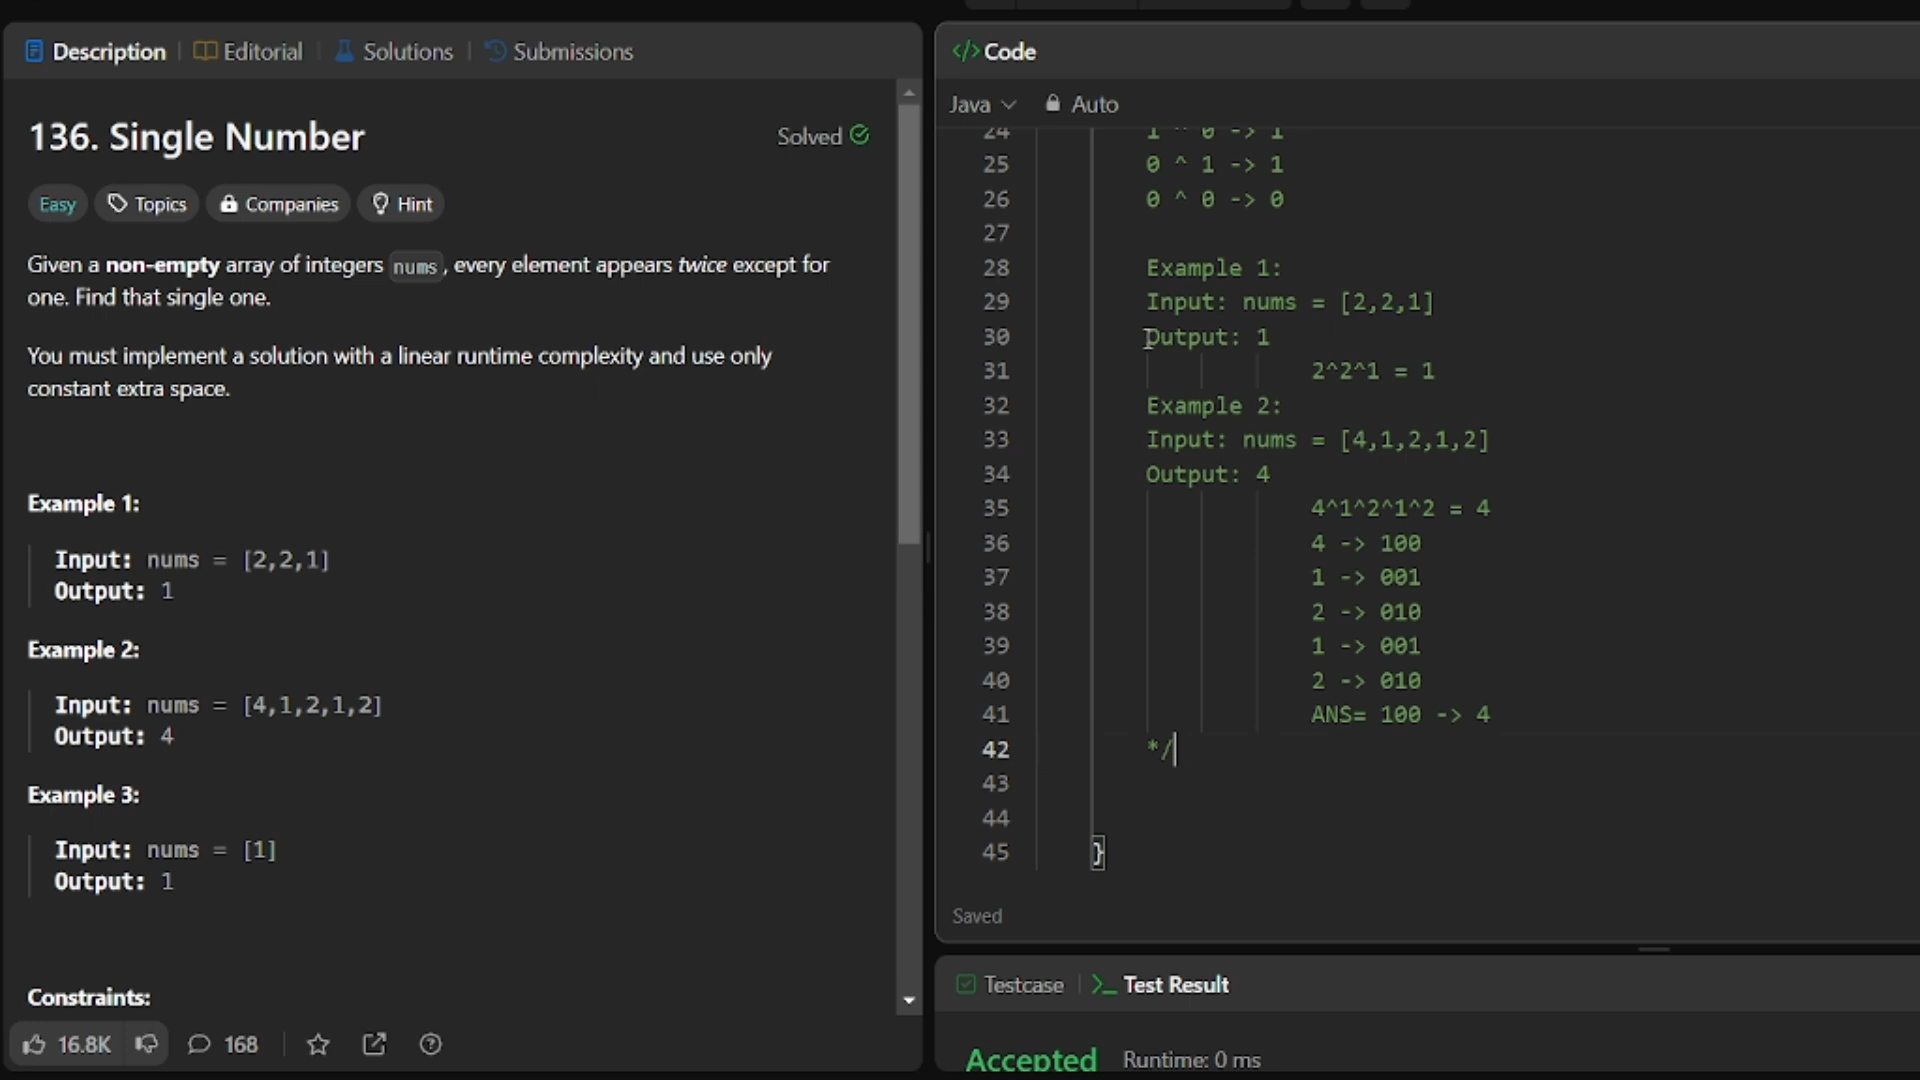 Description
Editorial
Solutions
Submissions
136. Single Number
Solved
Easy
Topics
Companies
Hint
Given a non-empty array of integers nums, every element appears twice except for
one. Find that single one.
You must implement a solution with a linear runtime complexity and use only
constant extra space.
Example 1:
Input: nums = [2,2,1]
Output: 1
Example 2:
Input: nums = [4,1,2,1,2]
Output: 4
Example 3:
Input: nums = [1]
Output: 1
Constraints:
16.8K
168
</>Code
Java
Auto
24 1 ^ 0 -> 1
25 0 ^ 1 -> 1
26 0 ^ 0 -> 0
27
28 Example 1:
29 Input: nums = [2,2,1]
30 Output: 1
31 2^2^1 = 1
32 Example 2:
33 Input: nums = [4,1,2,1,2]
34 Output: 4
35 4^1^2^1^2 = 4
36 4 -> 100
37 1 -> 001
38 2 -> 010
39 1 -> 001
40 2 -> 010
41 ANS= 100 -> 4
42 */
43
44
45 }
Saved
Testcase
>_ Test Result
Accepted Runtime: 0 ms